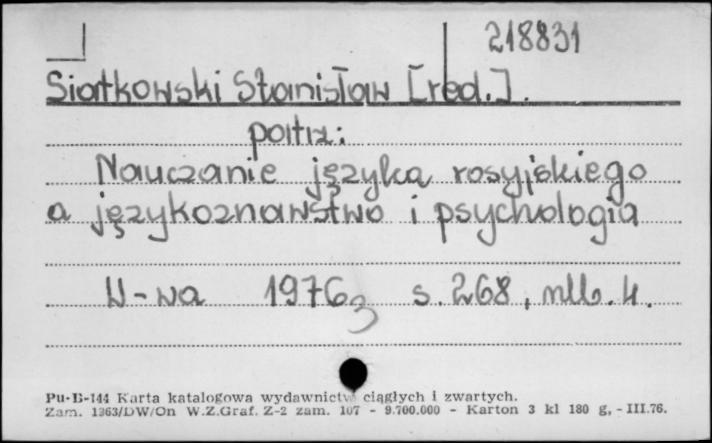 218831
Siatkowski Stanisław [red.].
patrz:
Nauczanie języka rosyjskiego
a językoznawstwo i psychologia
W-wa 1976 s. 268, nlb. 4.
Pu-B-144 Karta katalogowa wydawnictw ciągłych i zwartych.
Zam. 1363/DW/On W.Z.Graf. Z-2 zam. 107 - 9.700.000 - Karton 3 kl 180 g, - III.76.